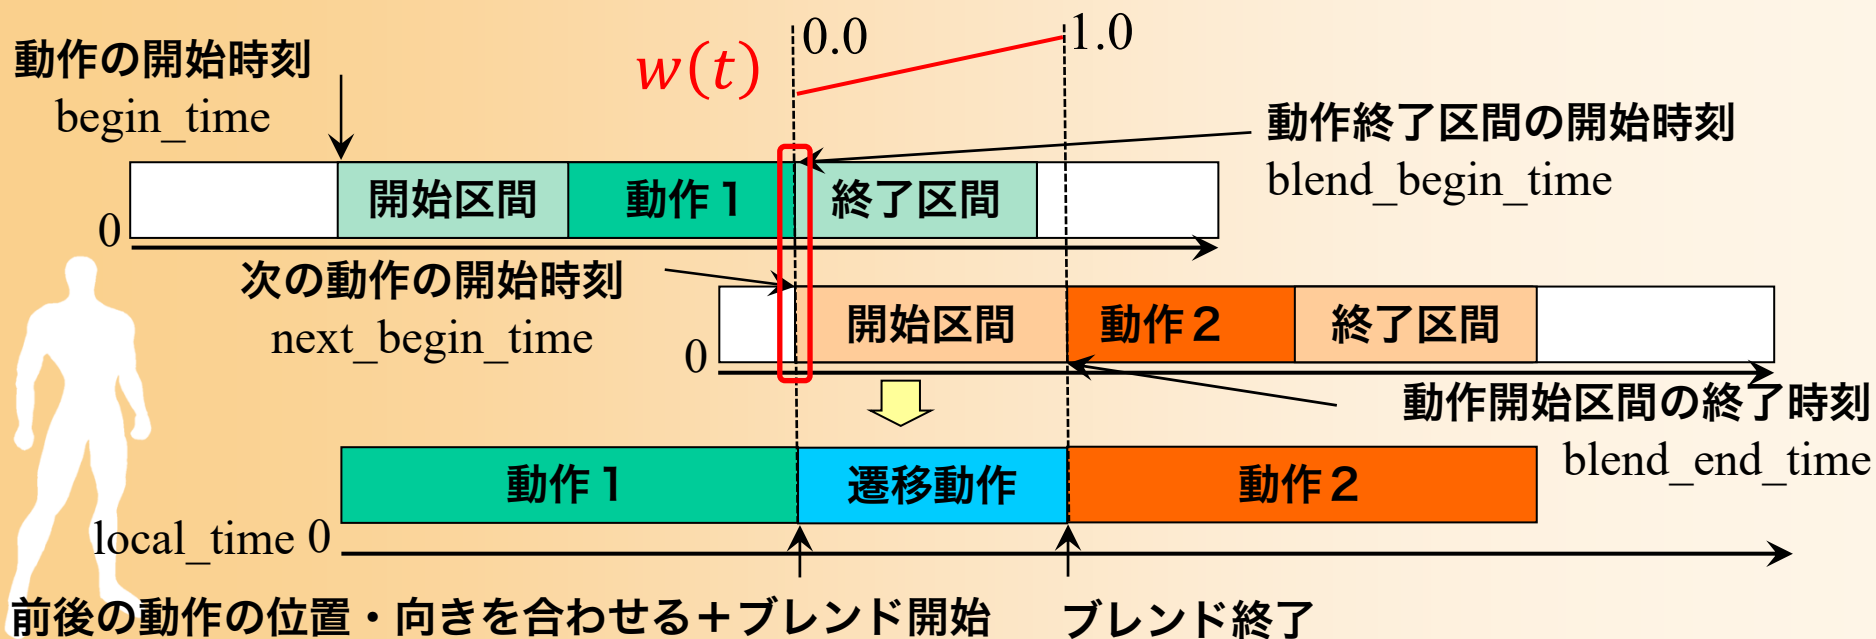 0.0
1.0
w(t)
動作の開始時刻
begin_time
動作終了区間の開始時刻
blend_begin_time
開始区間
動作１
終了区間
0
次の動作の開始時刻
next_begin_time
開始区間
動作２
終了区間
0
動作開始区間の終了時刻
blend_end_time
動作１
遷移動作
動作２
local_time 0
前後の動作の位置・向きを合わせる＋ブレンド開始
ブレンド終了